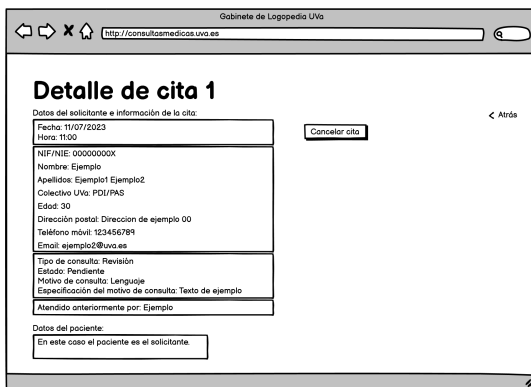 Gabinete de Logopedia UVa
http://consultasmedicas.uva.es
Detalle de cita 1
Datos del solicitante e información de la cita:
< Atrás
Fecha: 11/07/2023
Hora: 11:00
Cancelar cita
NIF/NIE: 00000000X
Nombre: Ejemplo
Apellidos: Ejemplo1 Ejemplo2
Colectivo UVa: PDI/PAS
Edad: 30
Dirección postal: Direccion de ejemplo 00
Teléfono móvil: 123456789
Email: ejemplo2@uva.es
Tipo de consulta: Revisión
Estado: Pendiente
Motivo de consulta: Lenguaje
Especificación del motivo de consulta: Texto de ejemplo
Atendido anteriormente por: Ejemplo
Datos del paciente:
En este caso el paciente es el solicitante.